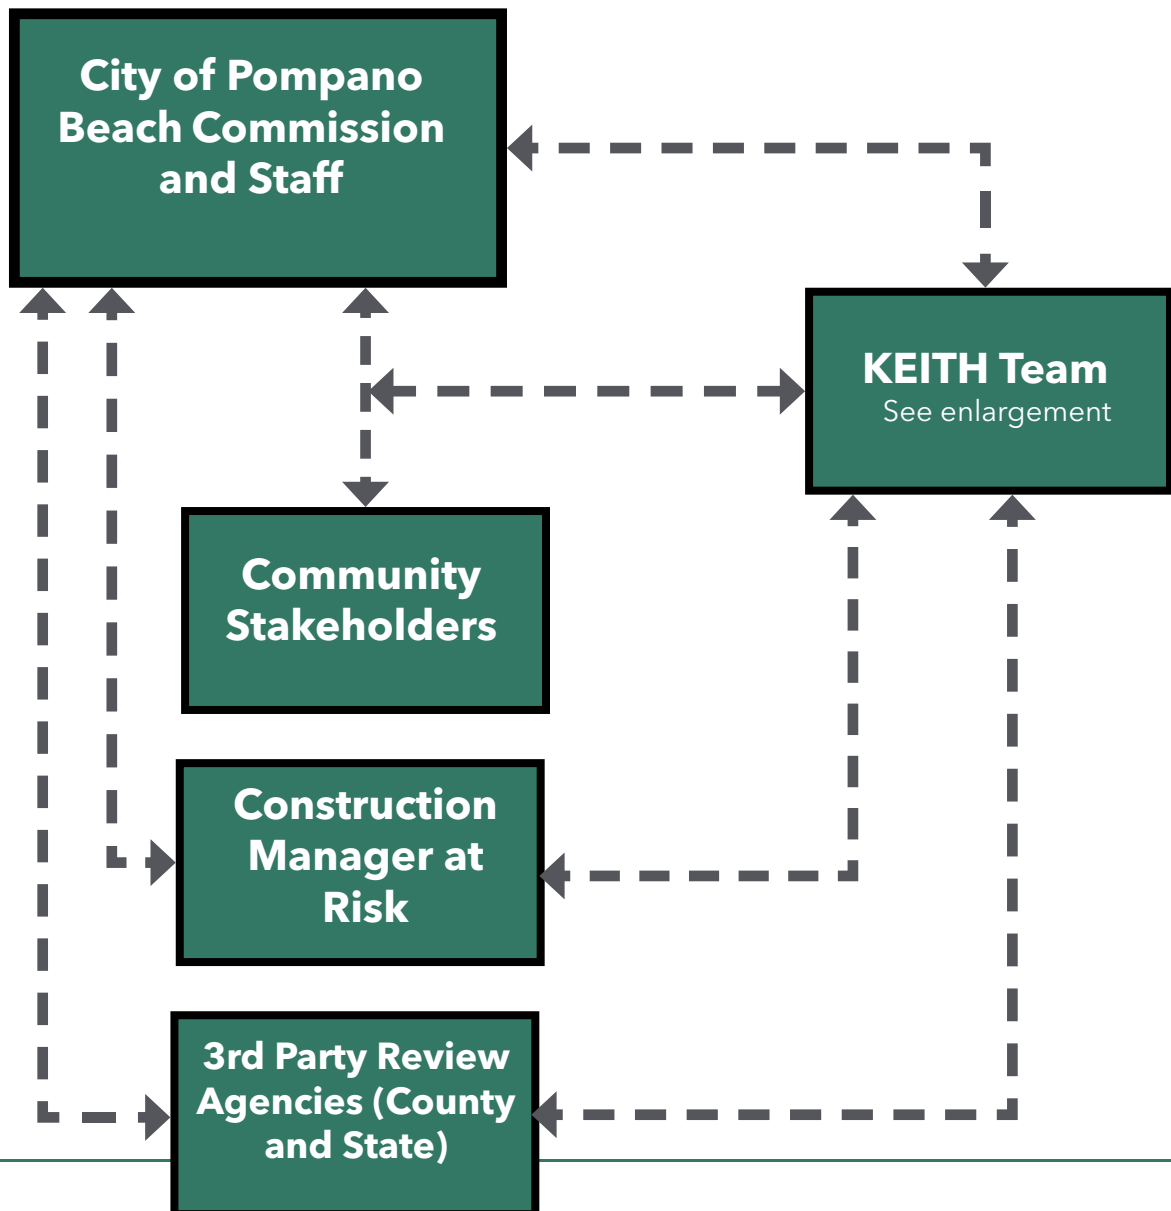 City of Pompano
Beach Commission
and Staff
KEITH Team
See enlargement
Community
Stakeholders
Construction
Manager at
Risk
3rd Party Review
Agencies (County
and State)